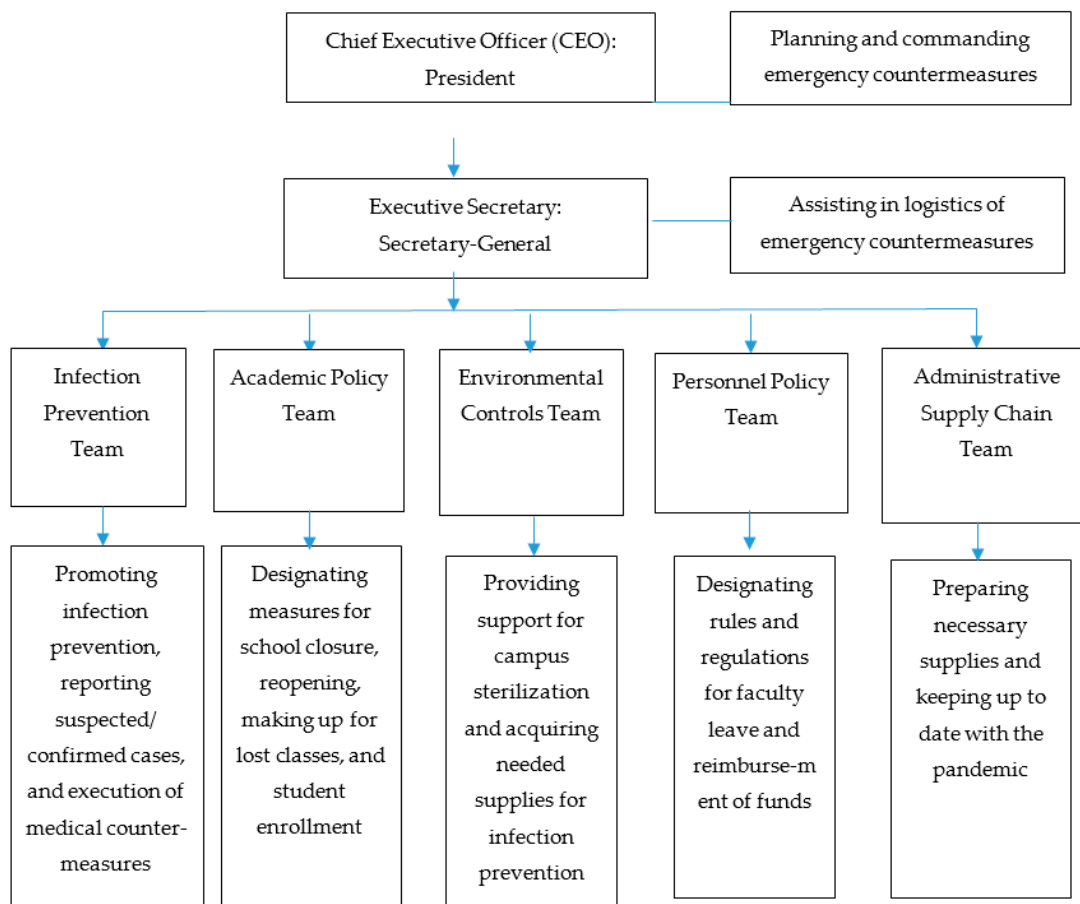 Chief Executive Officer (CEO):
President
Planning and commanding
emergency countermeasures
Executive Secretary:
Secretary-General
Assisting in logistics of
emergency countermeasures
Infection
Prevention
Team
Academic Policy
Team
Environmental
Controls Team
Personnel Policy
Team
Administrative
Supply Chain
Team
Promoting
infection
prevention,
reporting
suspected/
confirmed cases,
and execution of
medical counter-
measures
Designating
measures for
school closure,
reopening,
making up for
lost classes, and
student
enrollment
Providing
support for
campus
sterilization
and acquiring
needed
supplies for
infection
prevention
Designating
rules and
regulations
for faculty
leave and
reimburse-m
ent of funds
Preparing
necessary
supplies and
keeping up to
date with the
pandemic